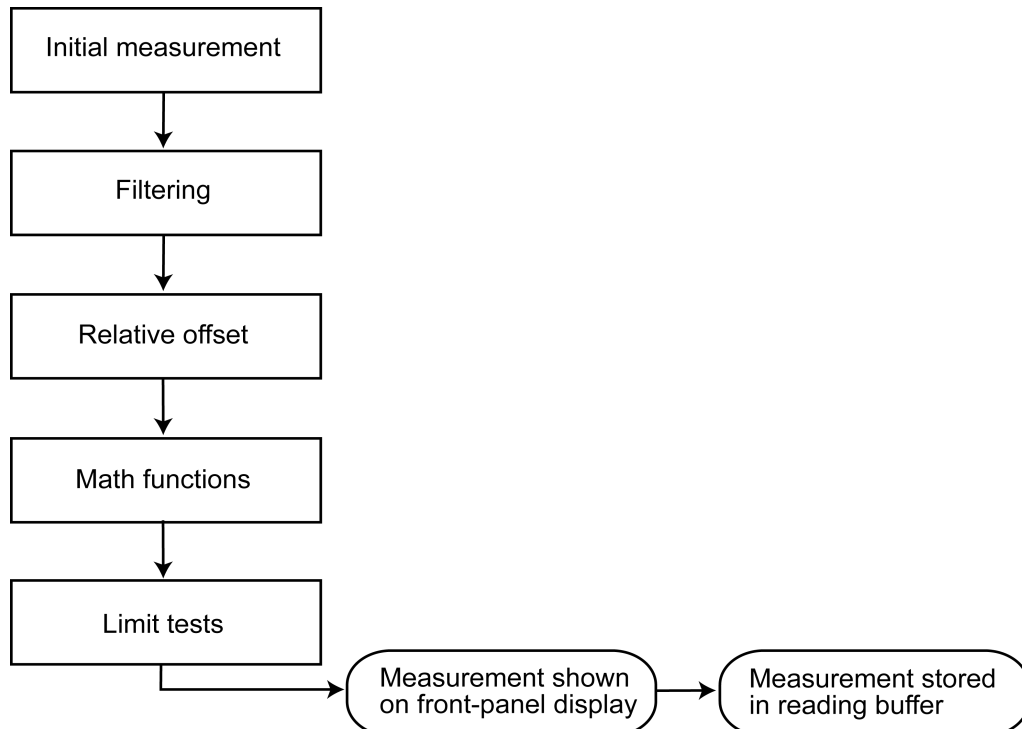 Initial measurement
Filtering
Relative offset
Math functions
Limit tests
Measurement shown
on front-panel display
Measurement stored
in reading buffer